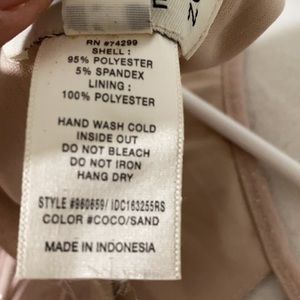 RN #74299
SHELL :
95% POLYESTER
5% SPANDEX
LINING :
100% POLYESTER
HAND WASH COLD
INSIDE OUT
DO NOT BLEACH
DO NOT IRON
HANG DRY
STYLE #960659/ IDC163255RS
COLOR #COCO/SAND
MADE IN INDONESIA